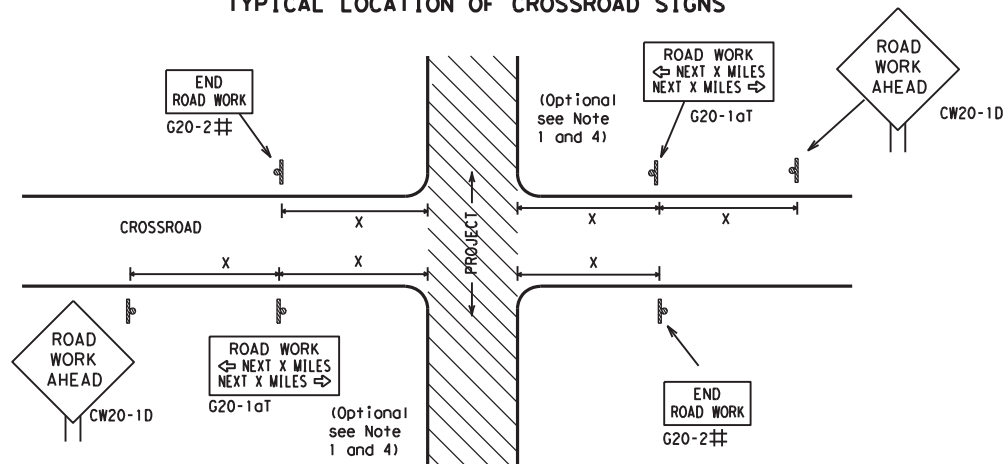 TYPICAL LOCATION OF CROSSROAD SIGNS
ROAD
WORK
AHEAD
CW20-1D
ROAD WORK
⇦ NEXT X MILES
NEXT X MILES ⇨
G20-1aT
(Optional
see Note
1 and 4)
END
ROAD WORK
G20-2#
X
X
X
CROSSROAD
PROJECT
X
X
X
ROAD
WORK
AHEAD
CW20-1D
ROAD WORK
⇦ NEXT X MILES
NEXT X MILES ⇨
G20-1aT
(Optional
see Note
1 and 4)
END
ROAD WORK
G20-2#